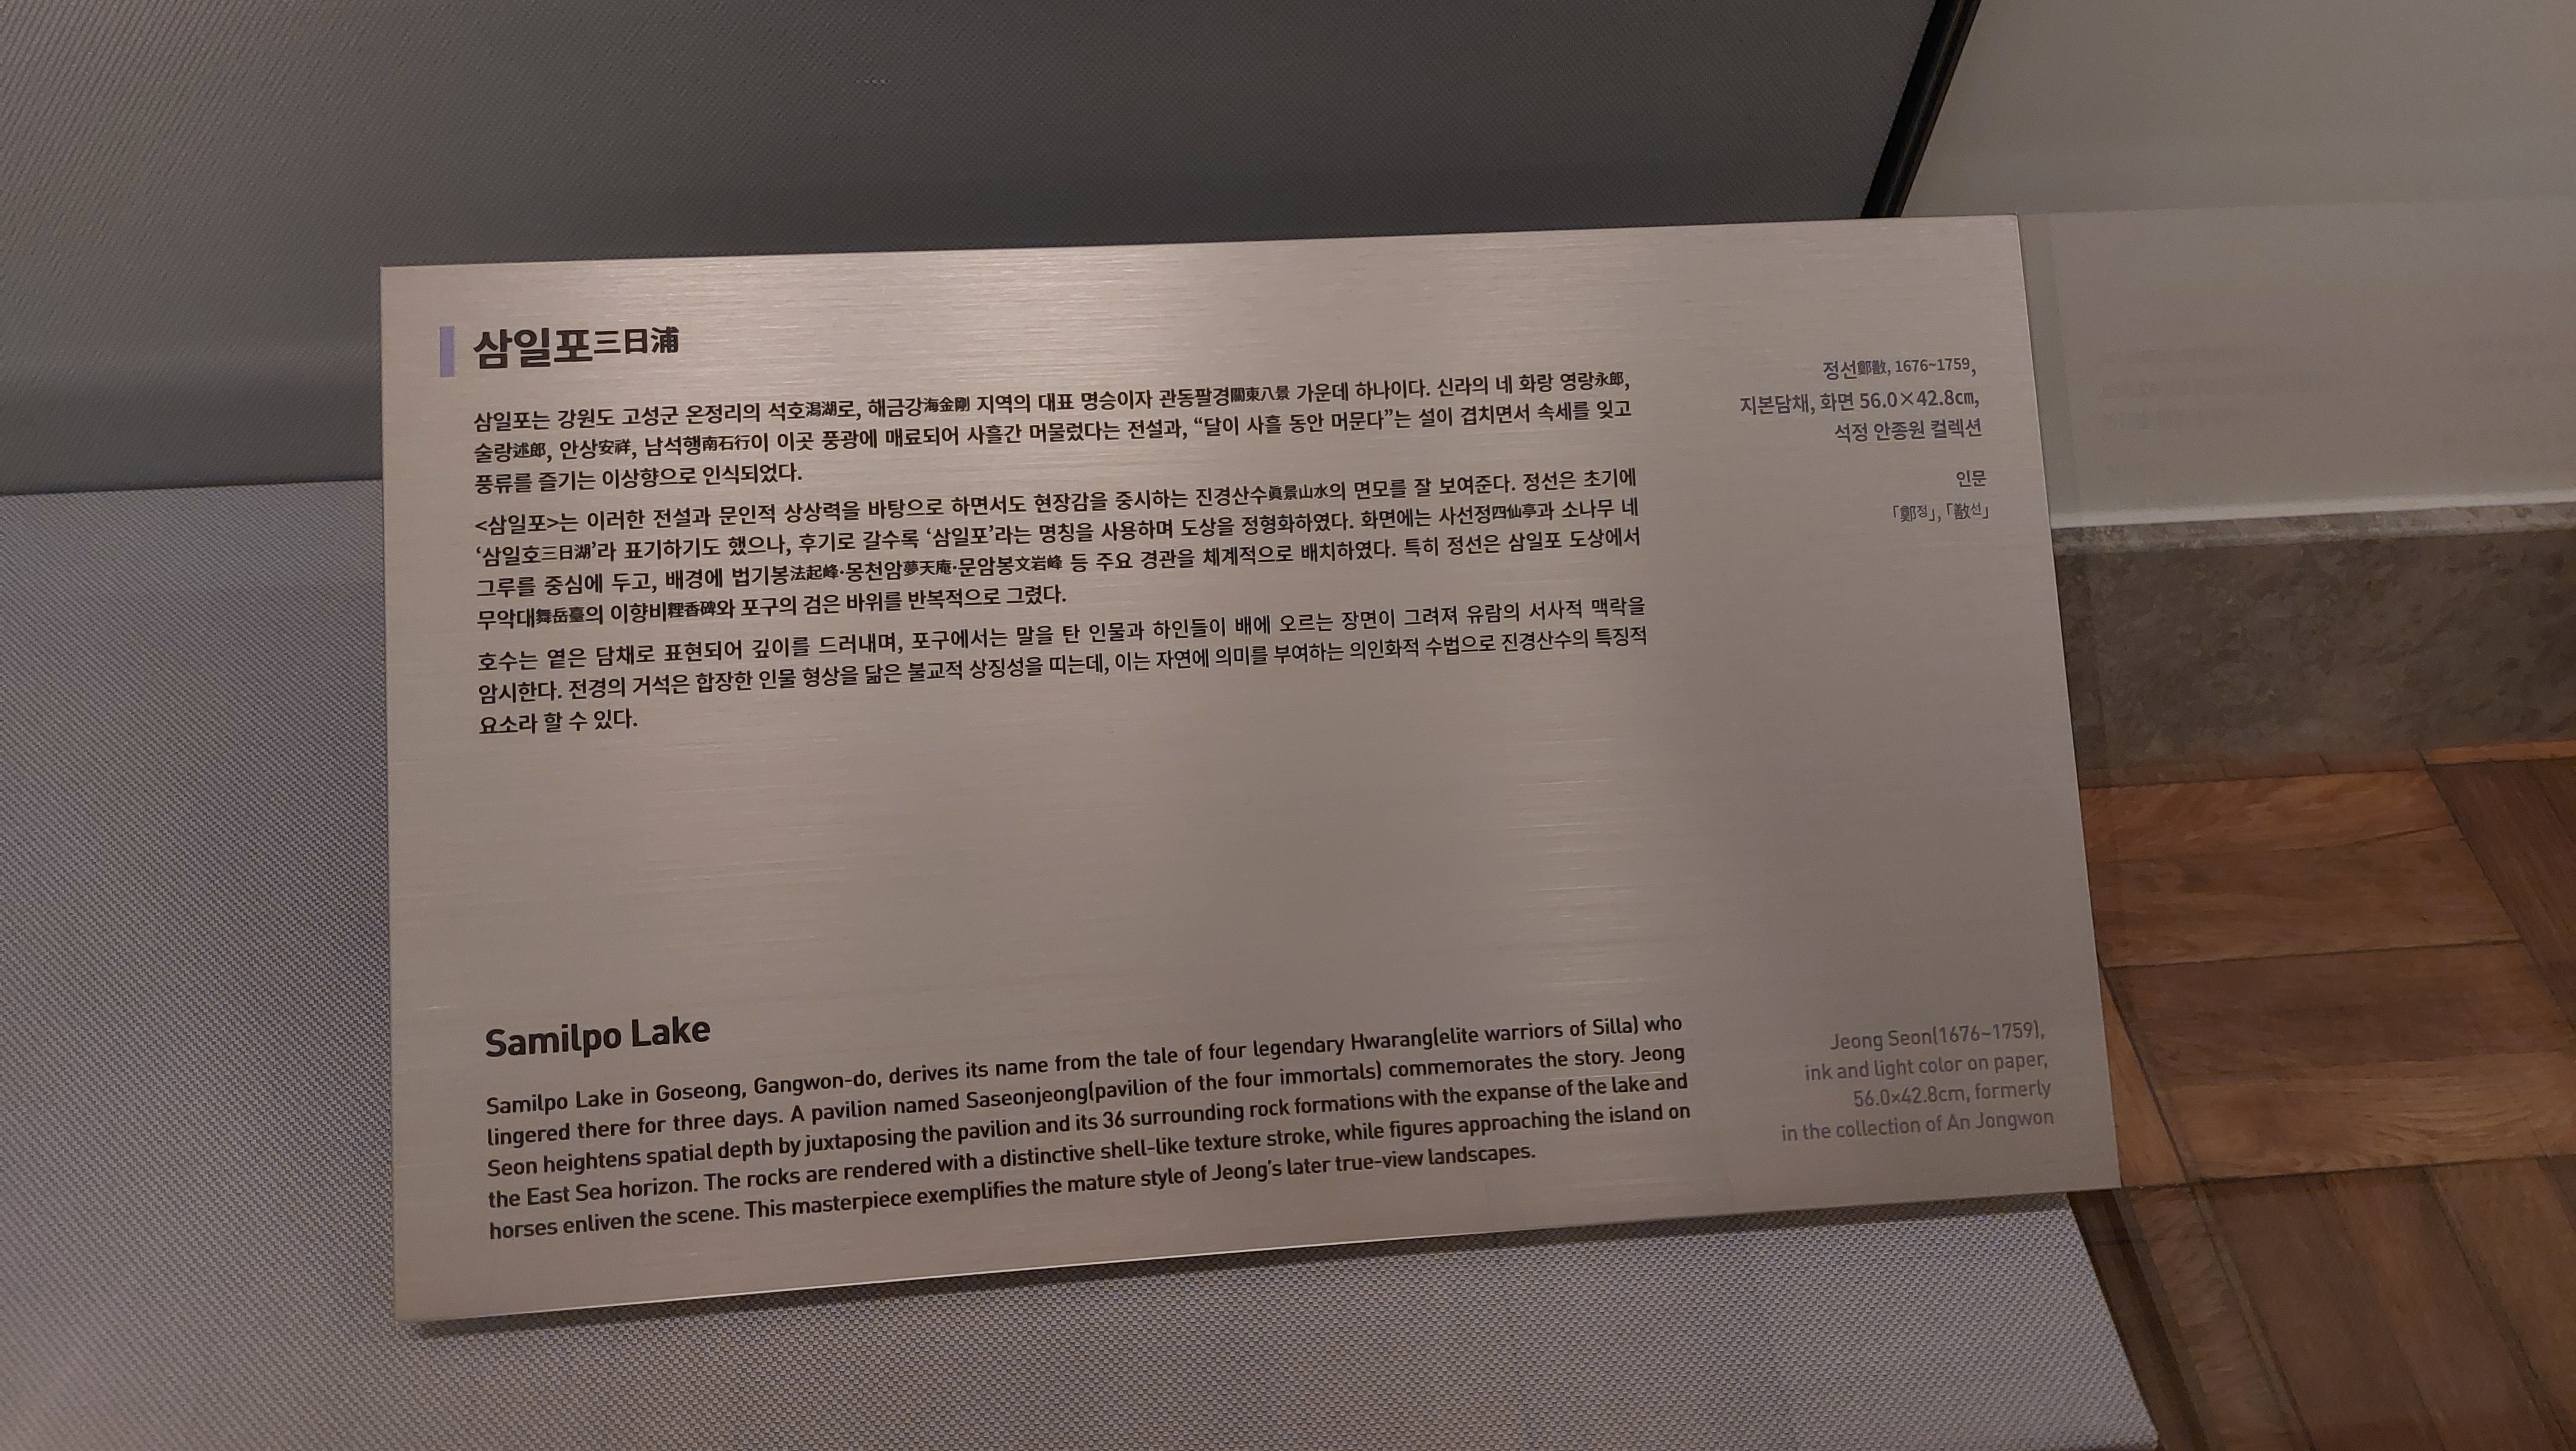 삼일포三日浦
삼일포는 강원도 고성군 온정리의 석호潟湖로, 해금강海金剛 지역의 대표 명승이자 관동팔경關東八景 가운데 하나이다. 신라의 네 화랑 영랑永郎,
술랑述郎, 안상安祥, 남석행南石行이 이곳 풍광에 매료되어 사흘간 머물렀다는 전설과, “달이 사흘 동안 머문다”는 설이 겹치면서 속세를 잊고
풍류를 즐기는 이상향으로 인식되었다.
<삼일포>는 이러한 전설과 문인적 상상력을 바탕으로 하면서도 현장감을 중시하는 진경산수眞景山水의 면모를 잘 보여준다. 정선은 초기에
‘삼일호三日湖’라 표기하기도 했으나, 후기로 갈수록 ‘삼일포’라는 명칭을 사용하며 도상을 정형화하였다. 화면에는 사선정四仙亭과 소나무 네
그루를 중심에 두고, 배경에 법기봉法起峰·몽천암夢天庵·문암봉文岩峰 등 주요 경관을 체계적으로 배치하였다. 특히 정선은 삼일포 도상에서
무악대舞岳臺의 이향비와 포구의 검은 바위를 반복적으로 그렸다.
호수는 옅은 담채로 표현되어 깊이를 드러내며, 포구에서는 말을 탄 인물과 하인들이 배에 오르는 장면이 그려져 유람의 서사적 맥락을
암시한다. 전경의 거석은 합장한 인물 형상을 닮은 불교적 상징성을 띠는데, 이는 자연에 의미를 부여하는 의인화적 수법으로 진경산수의 특징적
요소라 할 수 있다.
정선鄭敾, 1676~1759,
지본담채, 화면 56.0×42.8㎝,
석정 안종원 컬렉션
인문
「鄭정」, 「敾선」
Samilpo Lake
Samilpo Lake in Goseong, Gangwon-do, derives its name from the tale of four legendary Hwarang(elite warriors of Silla) who
lingered there for three days. A pavilion named Saseonjeong(pavilion of the four immortals) commemorates the story. Jeong
Seon heightens spatial depth by juxtaposing the pavilion and its 36 surrounding rock formations with the expanse of the lake and
the East Sea horizon. The rocks are rendered with a distinctive shell-like texture stroke, while figures approaching the island on
horses enliven the scene. This masterpiece exemplifies the mature style of Jeong's later true-view landscapes.
Jeong Seon(1676~1759),
ink and light color on paper,
56.0×42.8cm, formerly
in the collection of An Jongwon